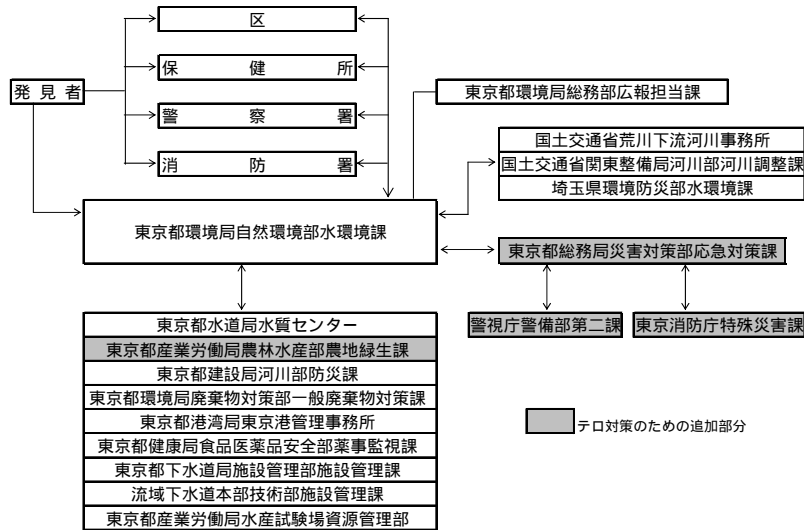 区
保健所
発見者
東京都環境局総務部広報担当課
警察署
国土交通省荒川下流河川事務所
消防署
国土交通省関東整備局河川部河川調整課
埼玉県環境防災部水環境課
東京都環境局自然環境部水環境課
東京都総務局災害対策部応急対策課
東京都水道局水質センター
警視庁警備部第二課
東京消防庁特殊災害課
東京都産業労働局農林水産部農地緑生課
東京都建設局河川部防災課
東京都環境局廃棄物対策部一般廃棄物対策課
東京都港湾局東京港管理事務所
テロ対策のための追加部分
東京都健康局食品医薬品安全部薬事監視課
東京都下水道局施設管理部施設管理課
流域下水道本部技術部施設管理課
東京都産業労働局水産試験場資源管理部